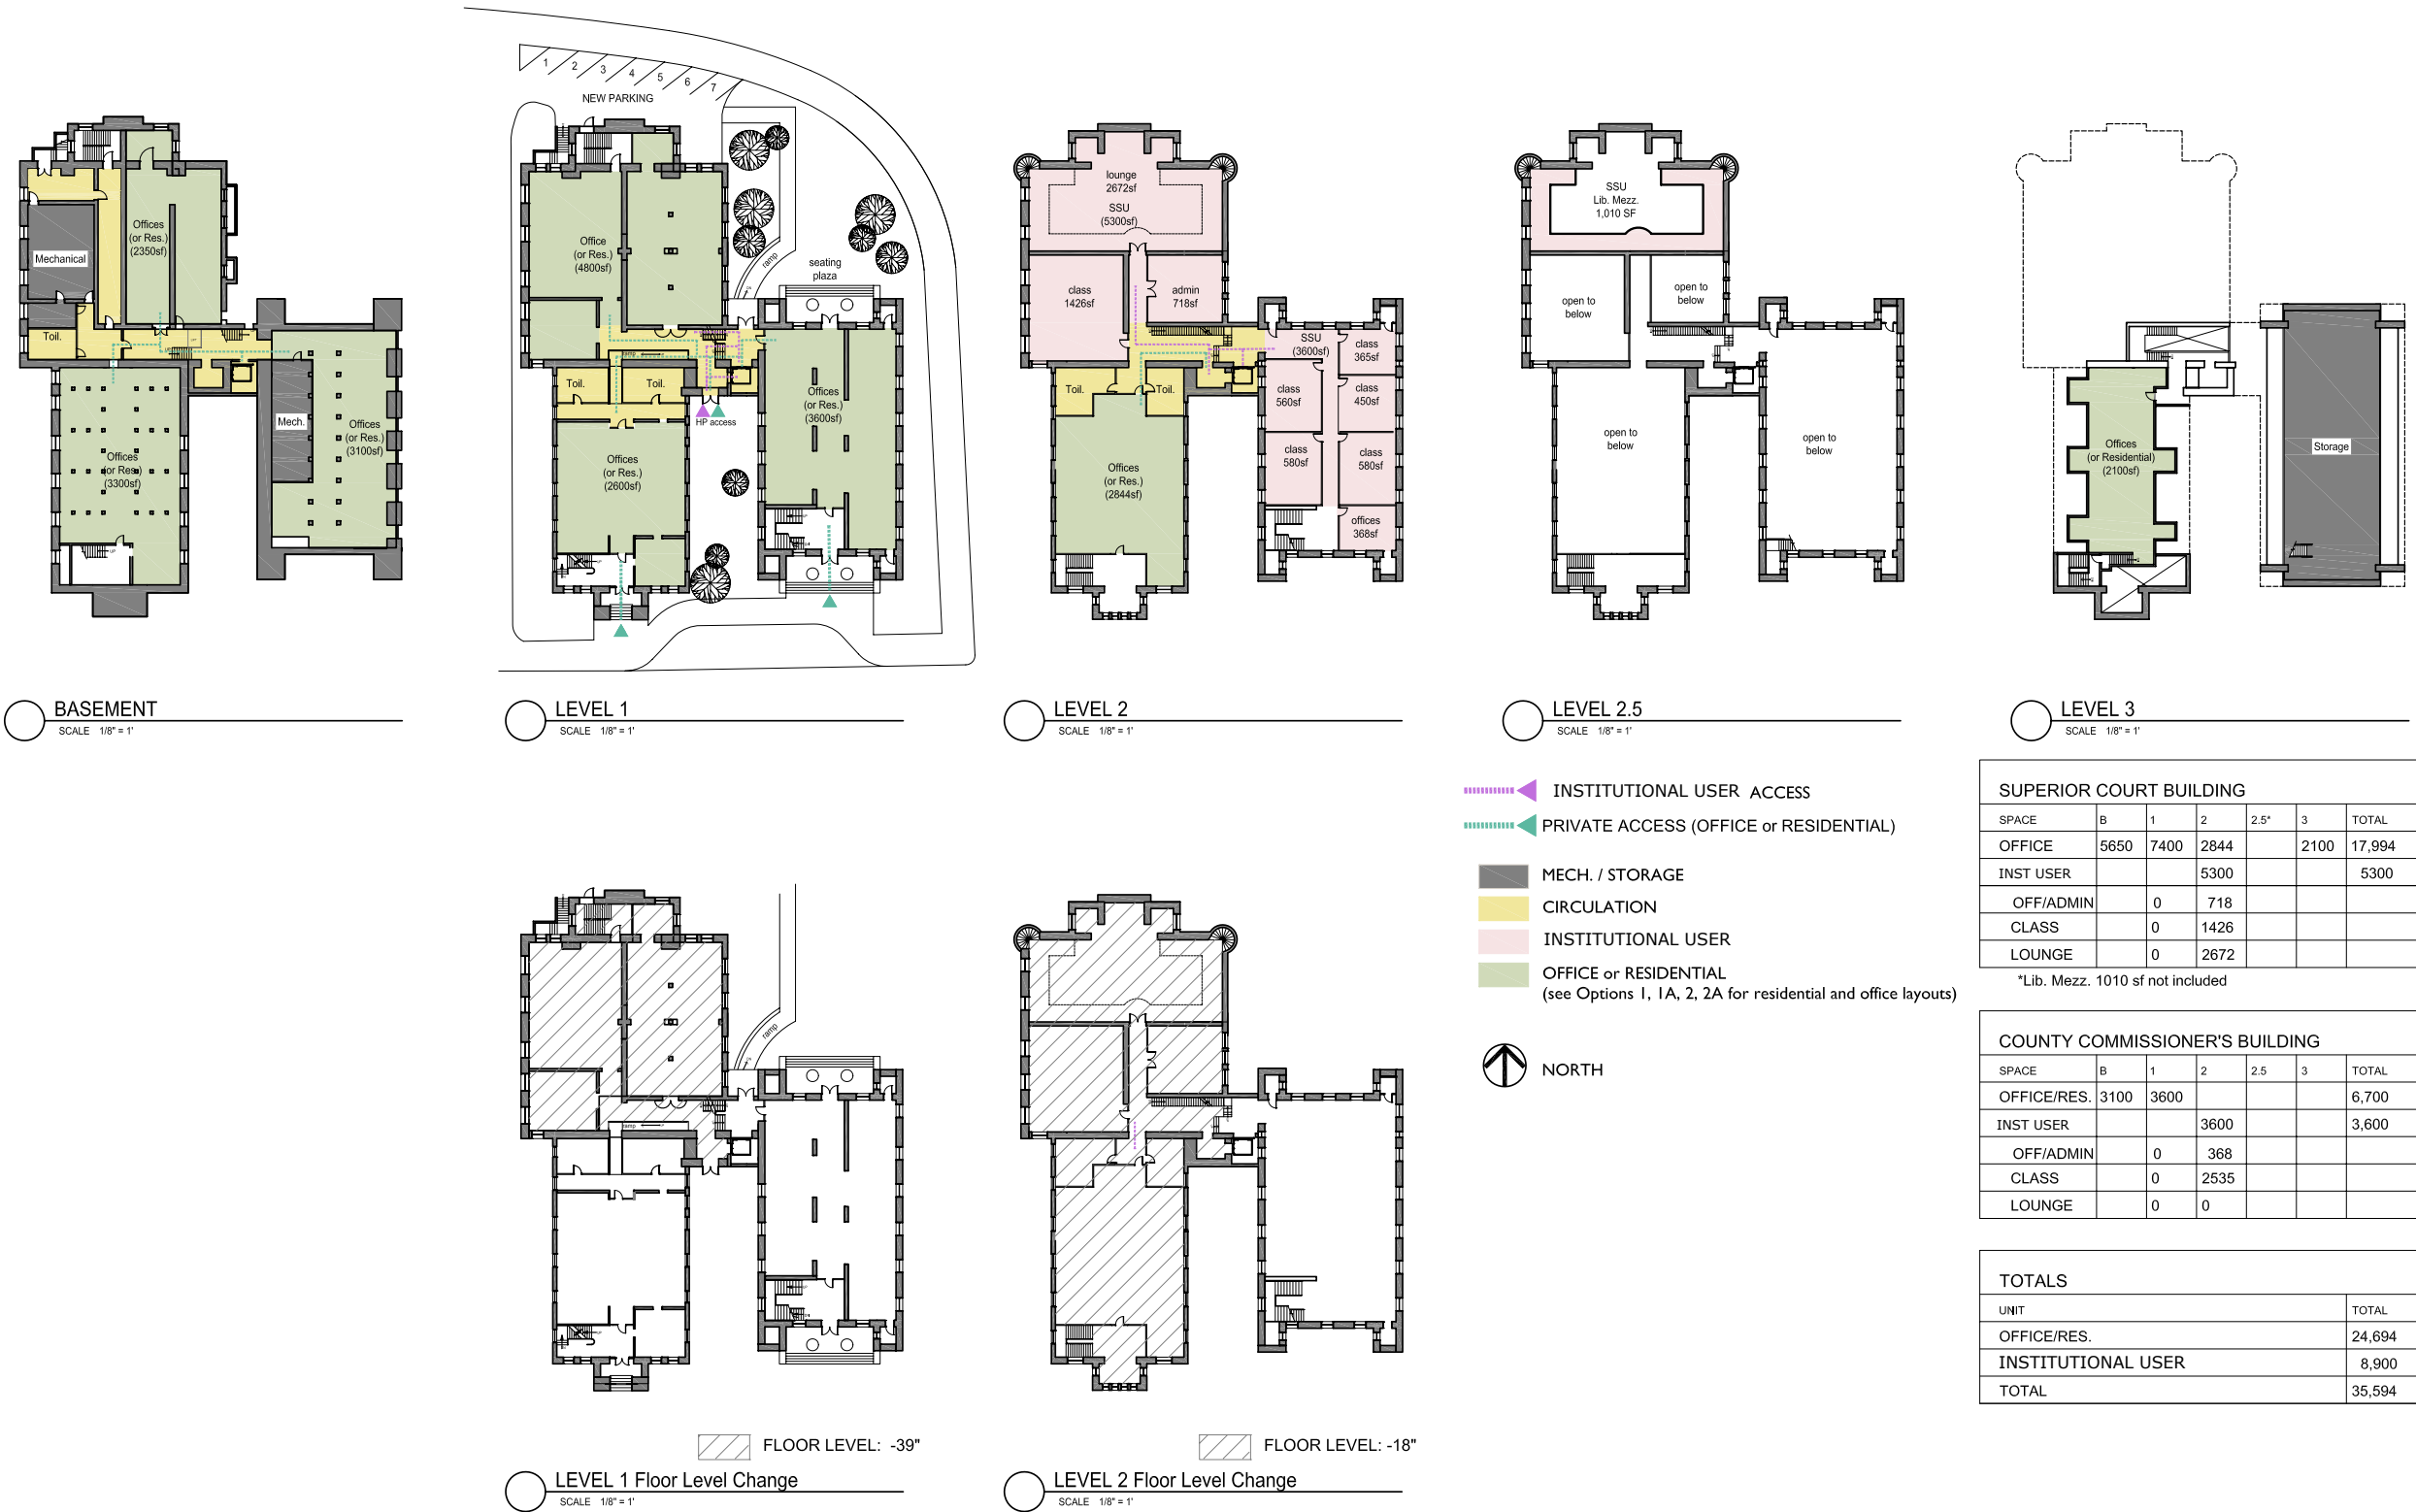 1
2
3
4
5
6
7
NEW PARKING
Offices
(or Res.)
(2350sf)
Mechanical
Toil.
UP
Mech.
Offices
(or Res.)
(3100sf)
Offices
(or Res.)
(3300sf)
UP
BASEMENT
SCALE 1/8" = 1'
Office
(or Res.)
(4800sf)
ramp
seating
plaza
ramp
Toil.
Toil.
HP access
Offices
(or Res.)
(3600sf)
Offices
(or Res.)
(2600sf)
LEVEL 1
SCALE 1/8" = 1'
lounge
2672sf
SSU
(5300sf)
class
1426sf
admin
718sf
SSU
(3600sf)
class
365sf
Toil.
Toil.
class
560sf
class
450sf
class
580sf
class
580sf
Offices
(or Res.)
(2844sf)
offices
368sf
LEVEL 2
SCALE 1/8" = 1'
SSU
Lib. Mezz.
1,010 SF
open to
below
open to
below
open to
below
open to
below
LEVEL 2.5
SCALE 1/8" = 1'
Offices
(or Residential)
(2100sf)
Storage
LEVEL 3
SCALE 1/8" = 1'
INSTITUTIONAL USER ACCESS
PRIVATE ACCESS (OFFICE or RESIDENTIAL)
MECH. / STORAGE
CIRCULATION
INSTITUTIONAL USER
OFFICE or RESIDENTIAL
(see Options 1, 1A, 2, 2A for residential and office layouts)
NORTH
SUPERIOR COURT BUILDING
SPACE B 1 2 2.5* 3 TOTAL
OFFICE 5650 7400 2844 2100 17,994
INST USER 5300 5300
OFF/ADMIN 0 718
CLASS 0 1426
LOUNGE 0 2672
*Lib. Mezz. 1010 sf not included
COUNTY COMMISSIONER'S BUILDING
SPACE B 1 2 2.5 3 TOTAL
OFFICE/RES. 3100 3600 6,700
INST USER 3600 3,600
OFF/ADMIN 0 368
CLASS 0 2535
LOUNGE 0 0
TOTALS
UNIT TOTAL
OFFICE/RES. 24,694
INSTITUTIONAL USER 8,900
TOTAL 35,594
ramp
ramp
FLOOR LEVEL: -39"
LEVEL 1 Floor Level Change
SCALE 1/8" = 1'
FLOOR LEVEL: -18"
LEVEL 2 Floor Level Change
SCALE 1/8" = 1'